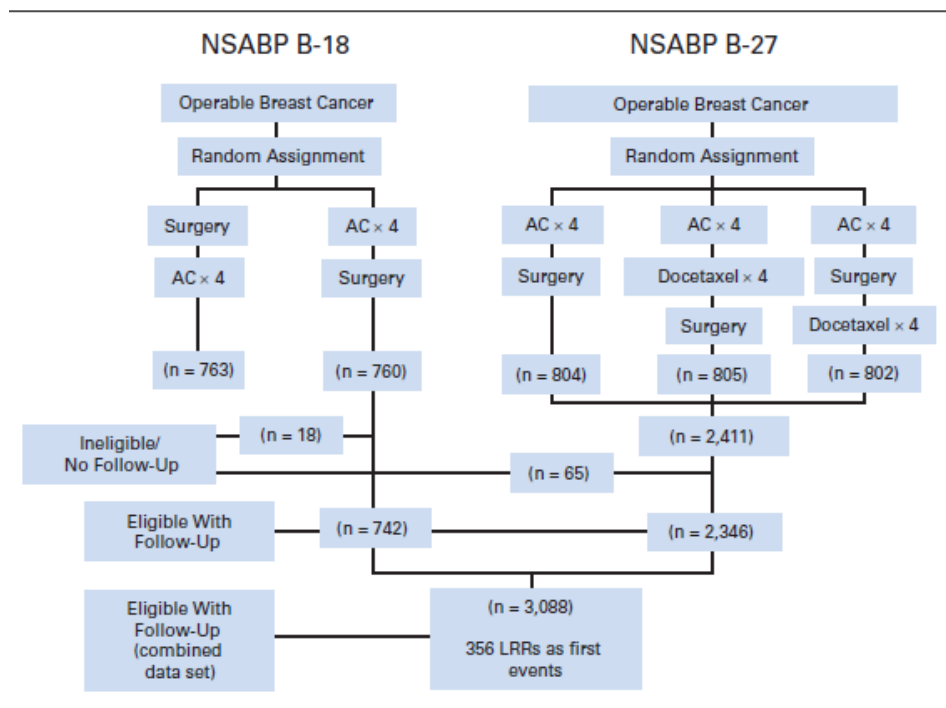 NSABP B-18
NSABP B-27
Operable Breast Cancer
Operable Breast Cancer
Random Assignment
Random Assignment
Surgery
AC × 4
AC × 4
AC × 4
AC × 4
AC × 4
Surgery
Surgery
Docetaxel × 4
Surgery
Surgery
Docetaxel × 4
(n = 763)
(n = 760)
(n = 804)
(n = 805)
(n = 802)
Ineligible/
No Follow-Up
(n = 18)
(n = 2,411)
(n = 65)
Eligible With
Follow-Up
(n = 742)
(n = 2,346)
Eligible With
Follow-Up
(combined
data set)
(n = 3,088)
356 LRRs as first
events